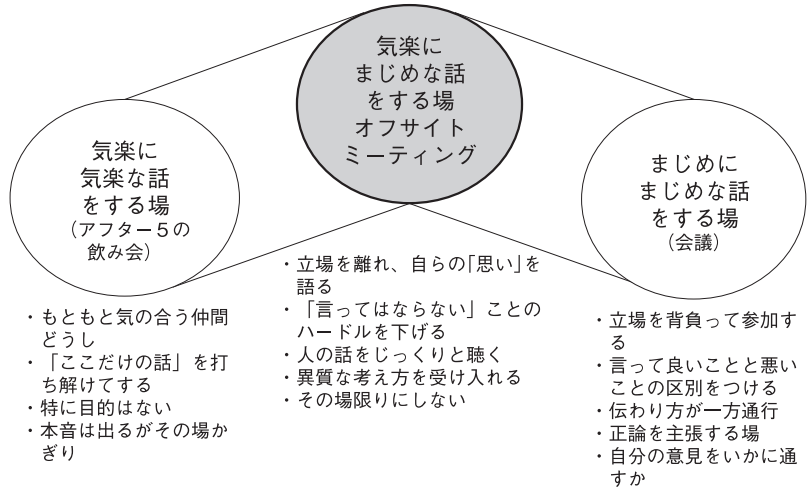 気楽に
まじめな話
をする場
オフサイト
ミーティング
気楽に
気楽な話
をする場
（アフター５の
飲み会）
まじめに
まじめな話
をする場
（会議）
・もともと気の合う仲間
どうし
・「ここだけの話」を打
ち解けてする
・特に目的はない
・本音は出るがその場か
ぎり
・立場を離れ、自らの「思い」を
語る
・「言ってはならない」ことの
ハードルを下げる
・人の話をじっくりと聴く
・異質な考え方を受け入れる
・その場限りにしない
・立場を背負って参加す
る
・言って良いことと悪い
ことの区別をつける
・伝わり方が一方通行
・正論を主張する場
・自分の意見をいかに通
すか